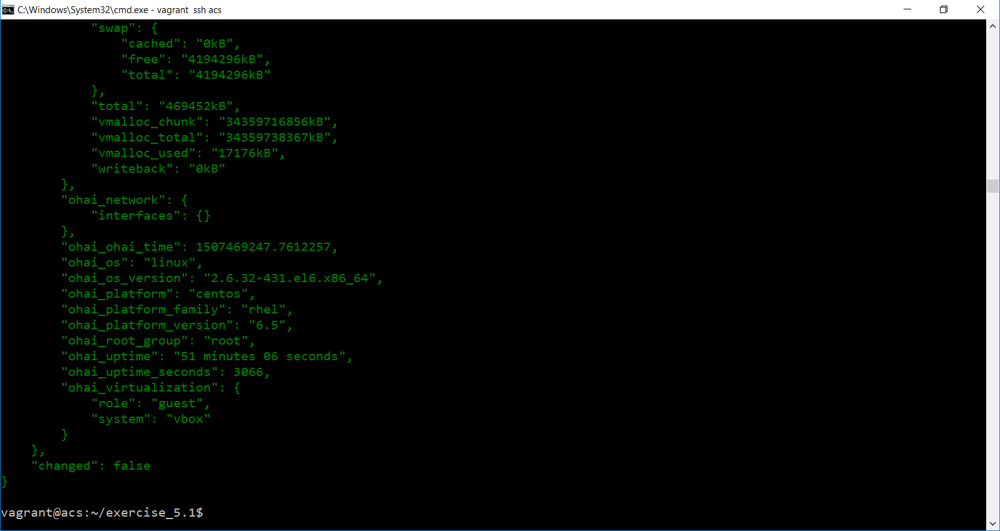 C:\Windows\System32\cmd.exe - vagrant  ssh acs
            "swap": {
                "cached": "0kB",
                "free": "4194296kB",
                "total": "4194296kB"
            },
            "total": "469452kB",
            "vmalloc_chunk": "34359716856kB",
            "vmalloc_total": "34359738367kB",
            "vmalloc_used": "17176kB",
            "writeback": "0kB"
        },
        "ohai_network": {
            "interfaces": {}
        },
        "ohai_ohai_time": 1507469247.7612257,
        "ohai_os": "linux",
        "ohai_os_version": "2.6.32-431.el6.x86_64",
        "ohai_platform": "centos",
        "ohai_platform_family": "rhel",
        "ohai_platform_version": "6.5",
        "ohai_root_group": "root",
        "ohai_uptime": "51 minutes 06 seconds",
        "ohai_uptime_seconds": 3066,
        "ohai_virtualization": {
            "role": "guest",
            "system": "vbox"
        }
    },
    "changed": false
}
vagrant@acs:~/exercise_5.1$